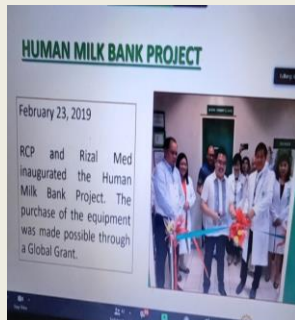 HUMAN MILK BANK PROJECT
February 23, 2019
RCP and Rizal Med
inaugurated the Human
Milk Bank Project. The
purchase of the equipment
was made possible through
a Global Grant.